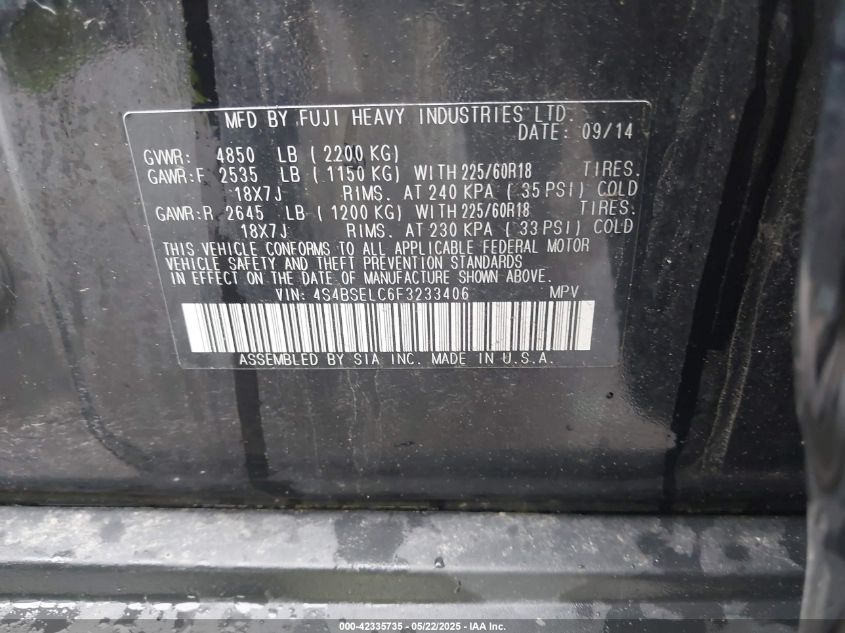 MFD BY FUJI HEAVY INDUSTRIES LTD.
DATE: 09/14
GVWR: 4850 LB ( 2200 KG)
GAWR:F 2535 LB ( 1150 KG) WITH 225/60R18 TIRES.
18X7J RIMS. AT 240 KPA ( 35 PSI) COLD
GAWR:R 2645 LB ( 1200 KG) WITH 225/60R18 TIRES.
18X7J RIMS. AT 230 KPA ( 33 PSI) COLD
THIS VEHICLE CONFORMS TO ALL APPLICABLE FEDERAL MOTOR
VEHICLE SAFETY AND THEFT PREVENTION STANDARDS
IN EFFECT ON THE DATE OF MANUFACTURE SHOWN ABOVE.
VIN: 4S4BSELC6F3233406 MPV
ASSEMBLED BY SIA INC. MADE IN U.S.A.
000-42335735 - 05/22/2025 - © IAA Inc.